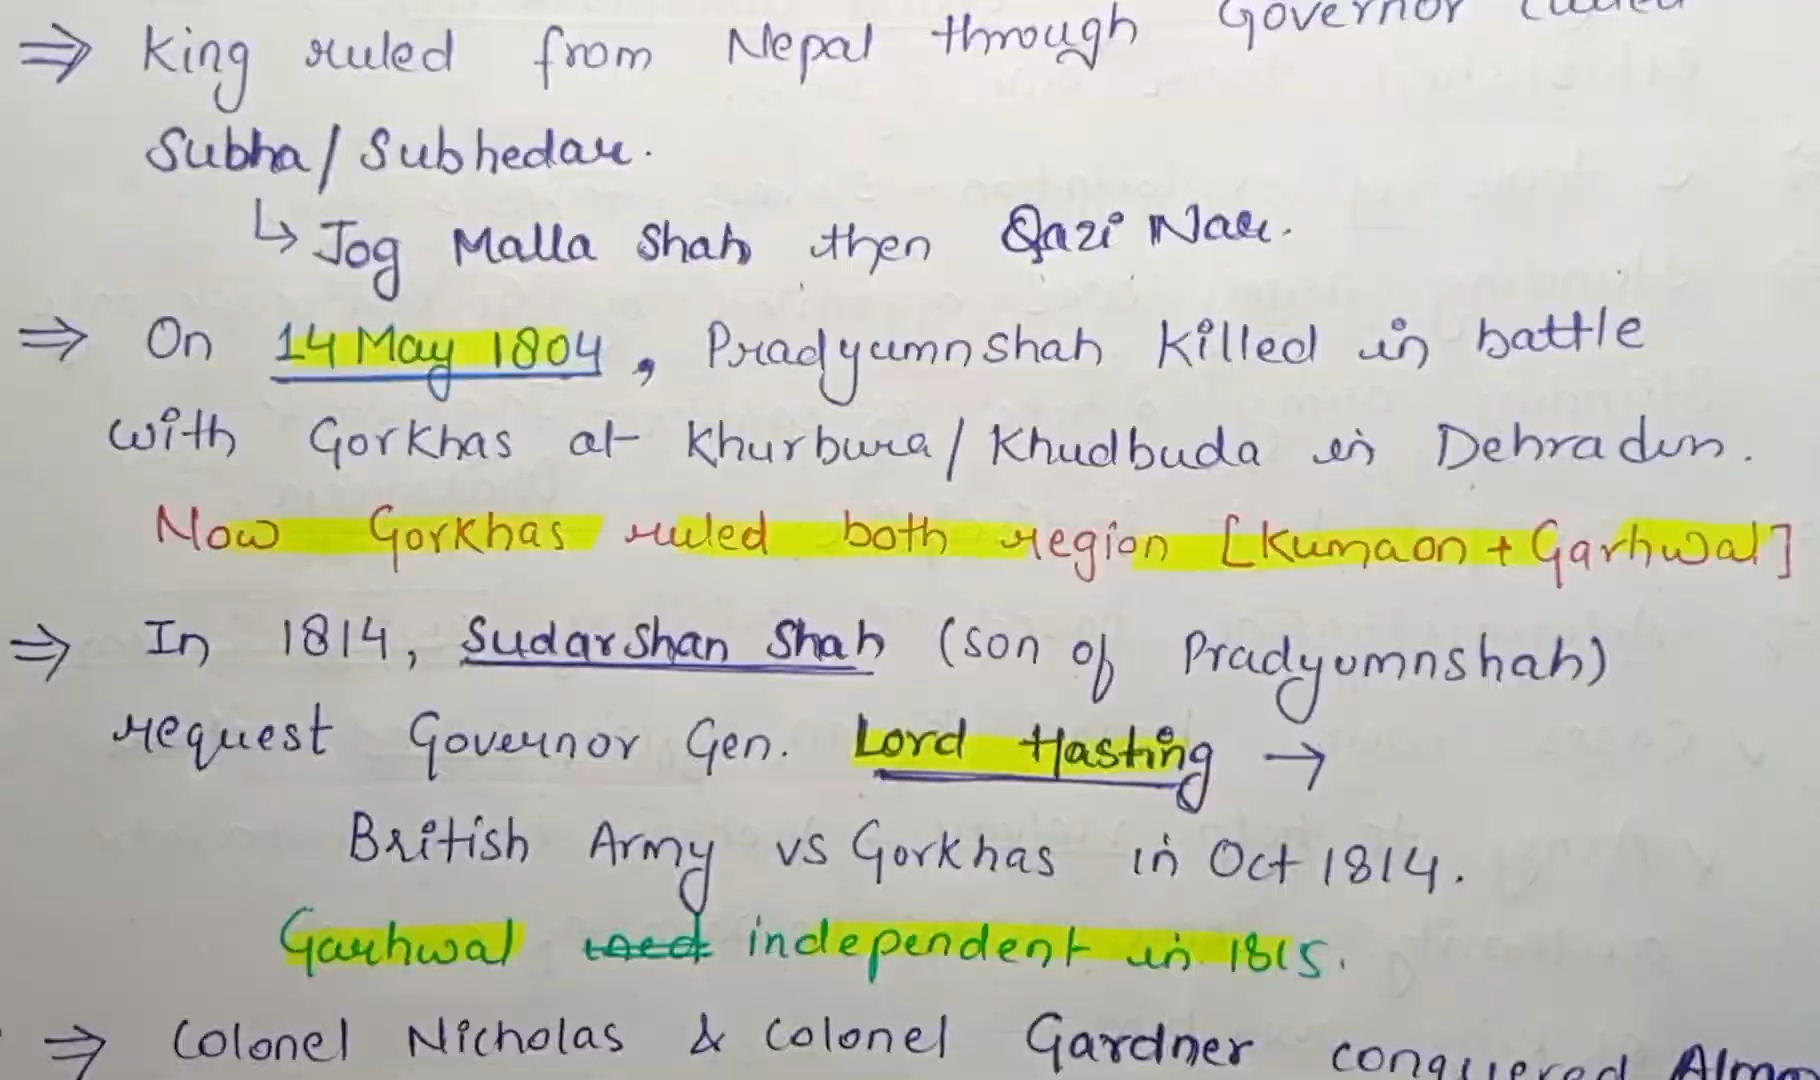 ⇒ King ruled from Nepal through Governor called
Subha/Subhedar.
↳ Jog Malla Shah then Qazi Nar.
⇒ On 14 May 1804, Pradyumnshah killed in battle
with Gorkhas at Khurbura/Khudbuda in Dehradun.
Now Gorkhas ruled both region [Kumaon + Garhwal]
⇒ In 1814, Sudarshan Shah (son of Pradyumnshah)
request Governor Gen. Lord Hasting →
British Army vs Gorkhas in Oct 1814.
Garhwal independent in 1815.
⇒ Colonel Nicholas & Colonel Gardner conquered